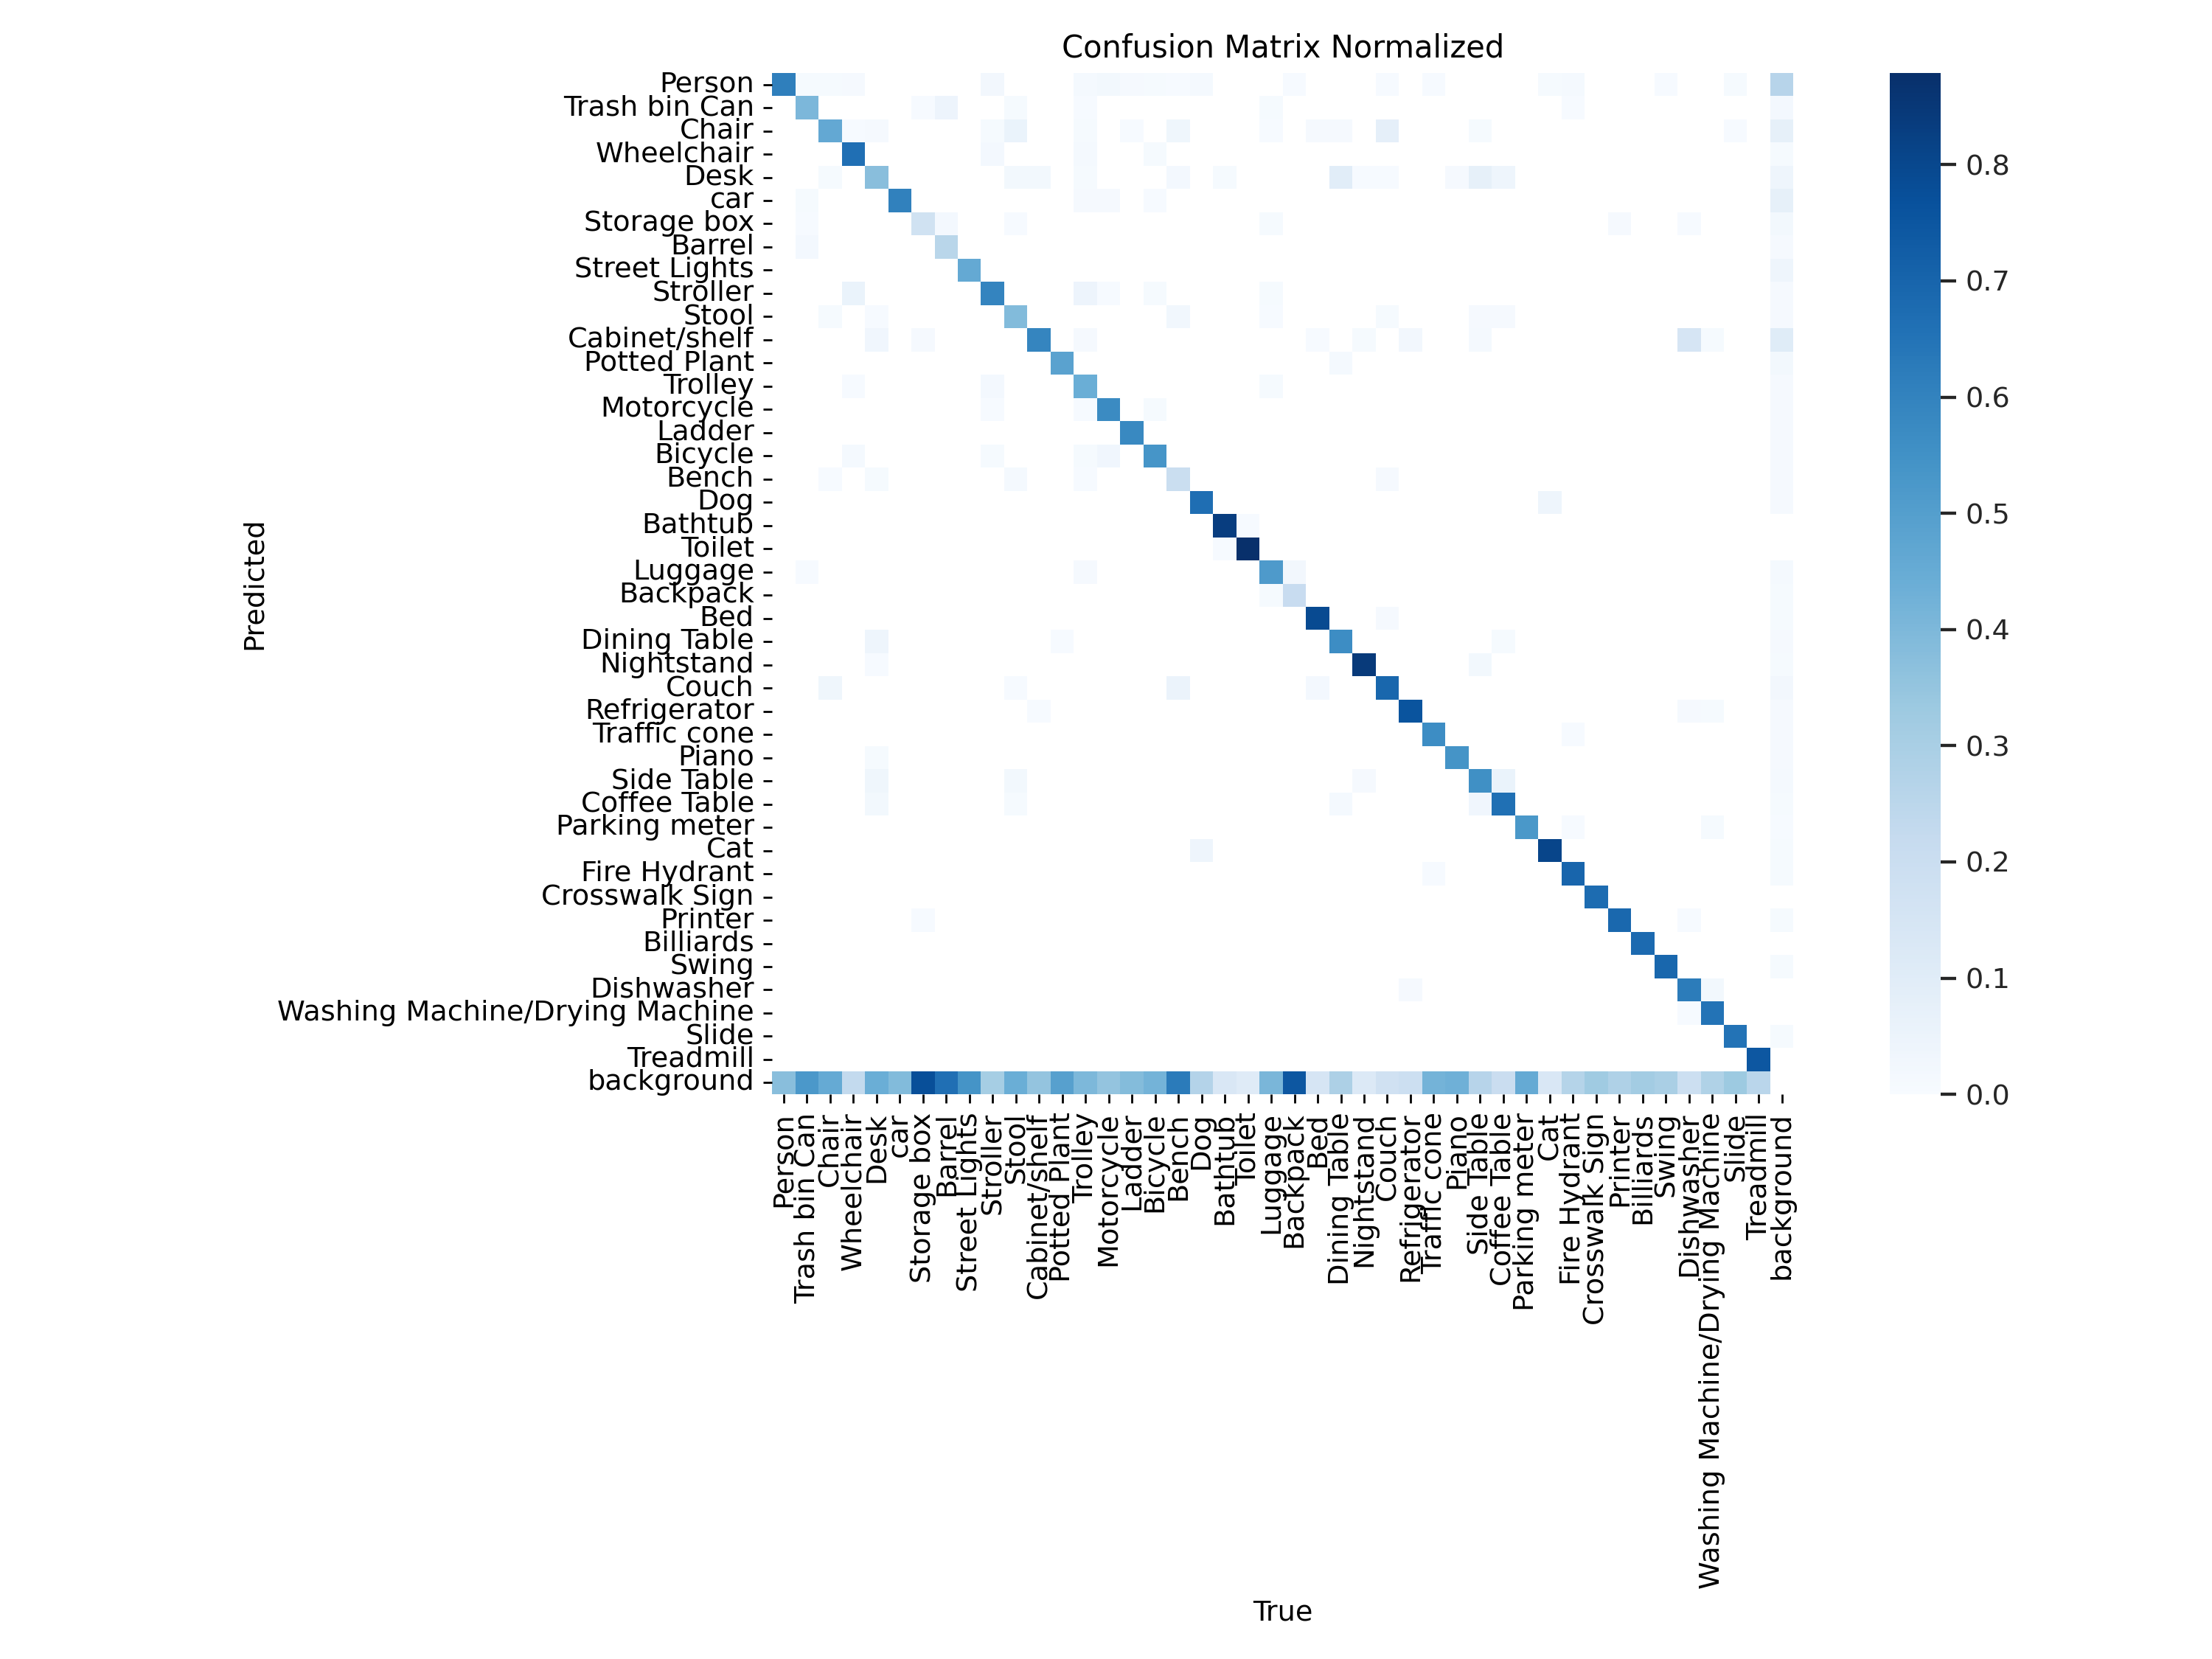 Confusion Matrix Normalized
Person
Trash bin Can
Chair
Wheelchair
Desk
car
Storage box
Barrel
Street Lights
Stroller
Stool
Cabinet/shelf
Potted Plant
Trolley
Motorcycle
Ladder
Bicycle
Bench
Dog
Bathtub
Toilet
Luggage
Backpack
Bed
Dining Table
Nightstand
Couch
Refrigerator
Traffic cone
Piano
Side Table
Coffee Table
Parking meter
Cat
Fire Hydrant
Crosswalk Sign
Printer
Billiards
Swing
Dishwasher
Washing Machine/Drying Machine
Slide
Treadmill
background
Predicted
0.8
0.7
0.6
0.5
0.4
0.3
0.2
0.1
0.0
Person
Trash bin Can
Chair
Wheelchair
Desk
car
Storage box
Barrel
Street Lights
Stroller
Stool
Cabinet/shelf
Potted Plant
Trolley
Motorcycle
Ladder
Bicycle
Bench
Dog
Bathtub
Toilet
Luggage
Backpack
Bed
Dining Table
Nightstand
Couch
Refrigerator
Traffic cone
Piano
Side Table
Coffee Table
Parking meter
Cat
Fire Hydrant
Crosswalk Sign
Printer
Billiards
Swing
Dishwasher
Washing Machine/Drying Machine
Slide
Treadmill
background
True